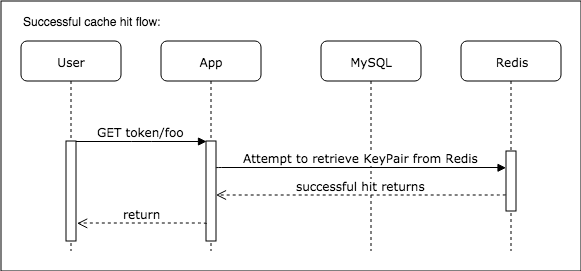 Successful cache hit flow:
User
App
MySQL
Redis
GET token/foo
Attempt to retrieve KeyPair from Redis
successful hit returns
return